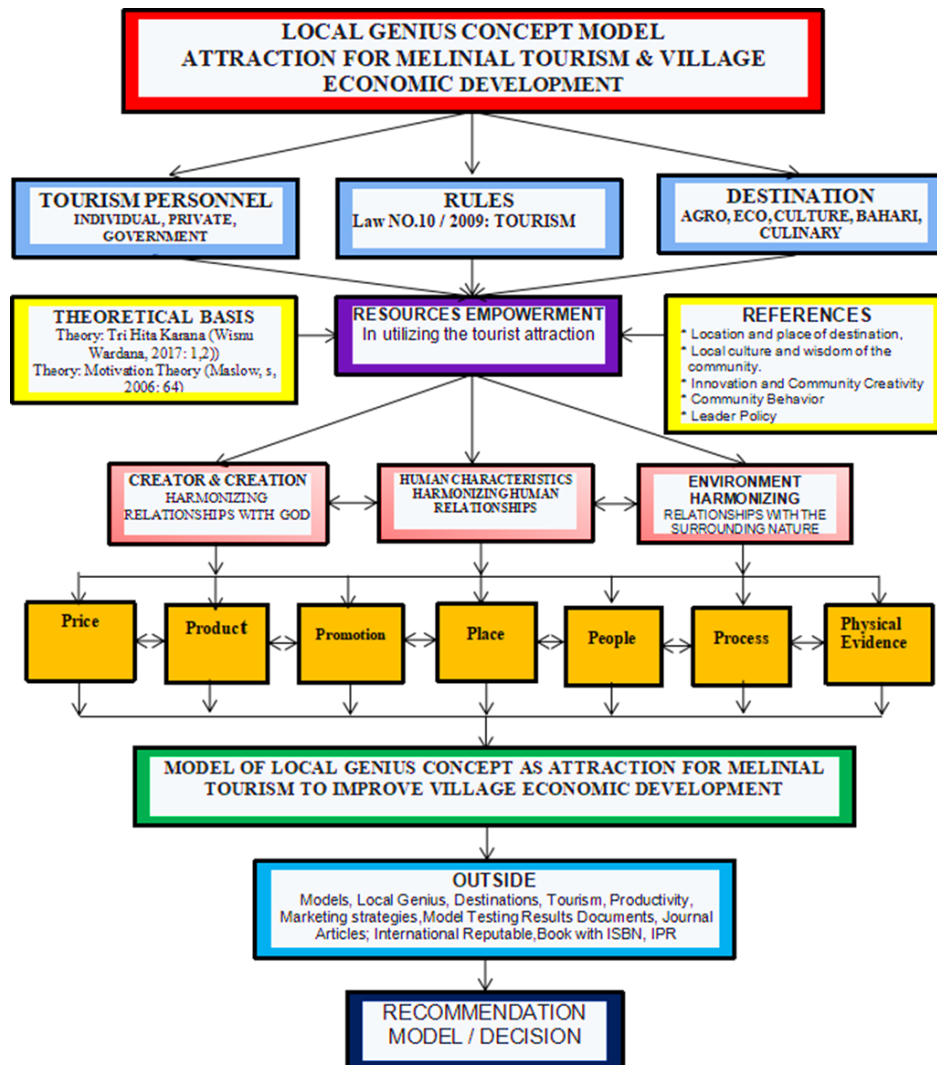 LOCAL GENIUS CONCEPT MODEL
ATTRACTION FOR MELINIAL TOURISM & VILLAGE
ECONOMIC DEVELOPMENT
TOURISM PERSONNEL
INDIVIDUAL, PRIVATE,
GOVERNMENT
RULES
Law NO.10 / 2009: TOURISM
DESTINATION
AGRO, ECO, CULTURE, BAHARI,
CULINARY
THEORETICAL BASIS
Theory: Tri Hita Karana (Wisnu
Wardana, 2017: 1,2))
Theory: Motivation Theory (Maslow, s,
2006: 64)
RESOURCES EMPOWERMENT
In utilizing the tourist attraction
REFERENCES
* Location and place of destination,
* Local culture and wisdom of the
community.
* Innovation and Community Creativity
* Community Behavior
* Leader Policy
CREATOR & CREATION
HARMONIZING
RELATIONSHIPS WITH GOD
HUMAN CHARACTERISTICS
HARMONIZING HUMAN
RELATIONSHIPS
ENVIRONMENT
HARMONIZING
RELATIONSHIPS WITH THE
SURROUNDING NATURE
Price
Product
Promotion
Place
People
Process
Physical
Evidence
MODEL OF LOCAL GENIUS CONCEPT AS ATTRACTION FOR MELINIAL
TOURISM TO IMPROVE VILLAGE ECONOMIC DEVELOPMENT
OUTSIDE
Models, Local Genius, Destinations, Tourism, Productivity,
Marketing strategies,Model Testing Results Documents, Journal
Articles; International Reputable,Book with ISBN, IPR
RECOMMENDATION
MODEL / DECISION